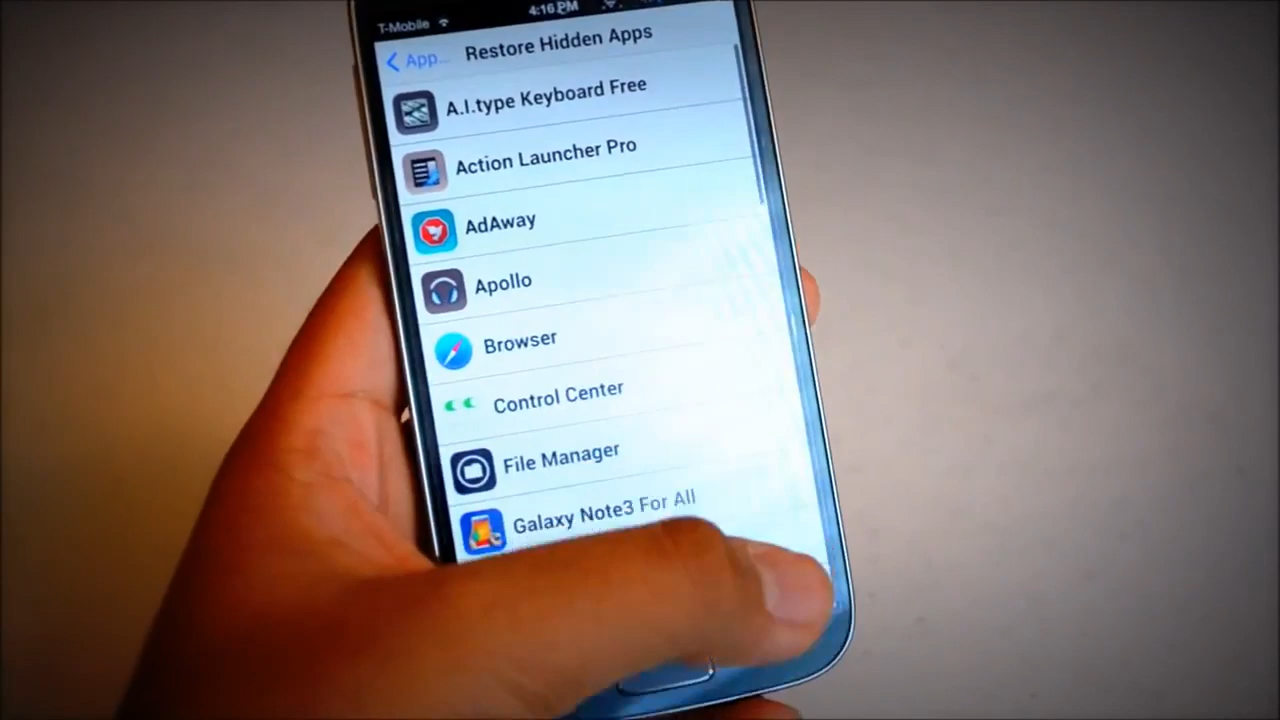 T-Mobile 4:16 PM
App... Restore Hidden Apps
A.I.type Keyboard Free
Action Launcher Pro
AdAway
Apollo
Browser
Control Center
File Manager
Galaxy Note3 For All